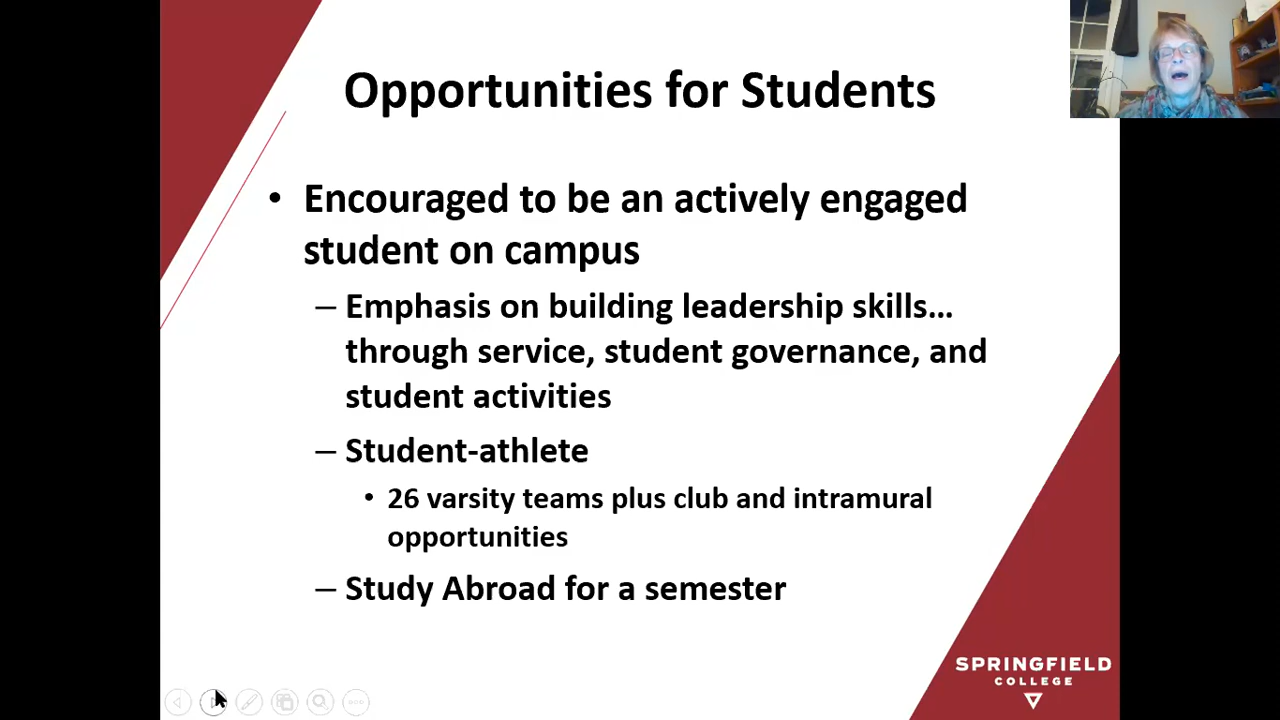 Opportunities for Students
• Encouraged to be an actively engaged
student on campus
– Emphasis on building leadership skills…
through service, student governance, and
student activities
– Student-athlete
• 26 varsity teams plus club and intramural
opportunities
– Study Abroad for a semester
SPRINGFIELD
COLLEGE